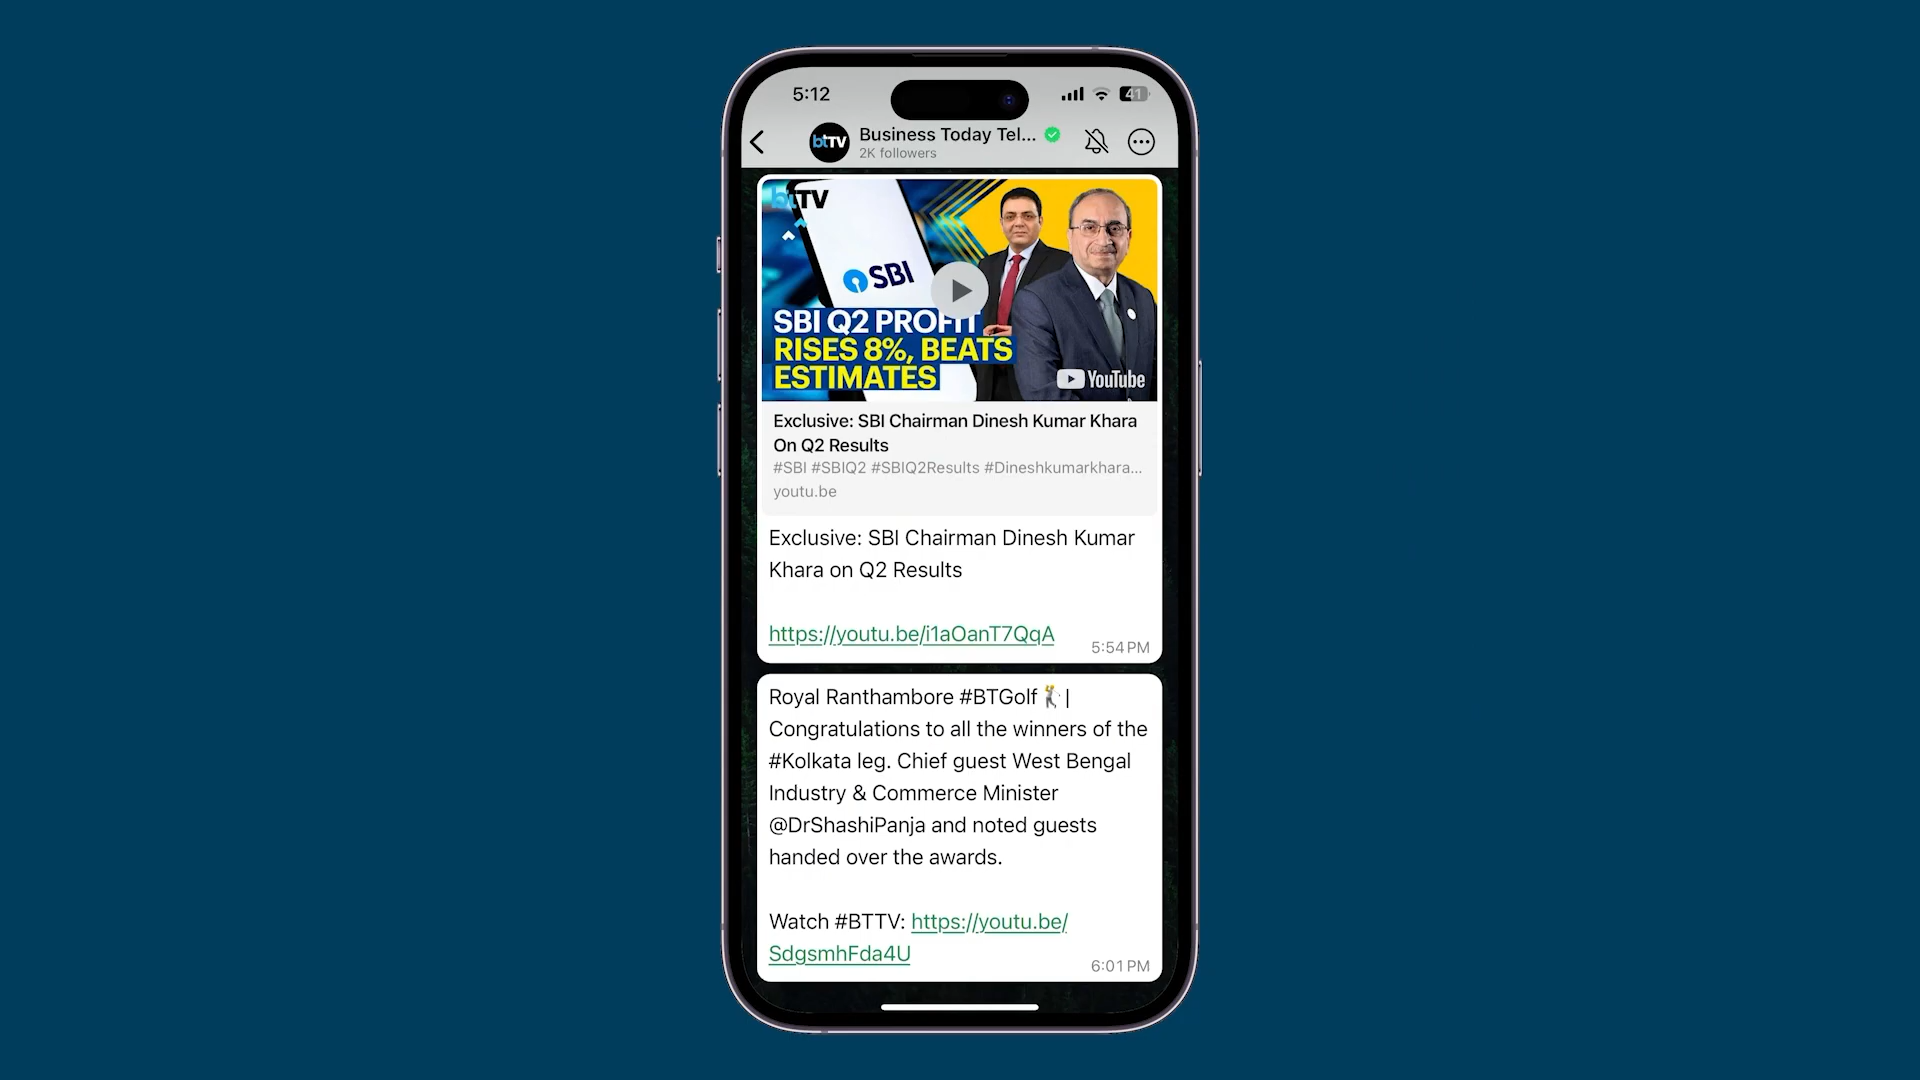 5:12
41
btTV
Business Today Tel...
2K followers
btTV
SBI
SBI Q2 PROFIT
RISES 8%, BEATS
ESTIMATES
YouTube
Exclusive: SBI Chairman Dinesh Kumar Khara
On Q2 Results
#SBI #SBIQ2 #SBIQ2Results #Dineshkumarkhara...
youtu.be
Exclusive: SBI Chairman Dinesh Kumar
Khara on Q2 Results
https://youtu.be/i1aOanT7QqA
5:54 PM
Royal Ranthambore #BTGolf🏌|
Congratulations to all the winners of the
#Kolkata leg. Chief guest West Bengal
Industry & Commerce Minister
@DrShashiPanja and noted guests
handed over the awards.
Watch #BTTV: https://youtu.be/
SdgsmhFda4U
6:01 PM